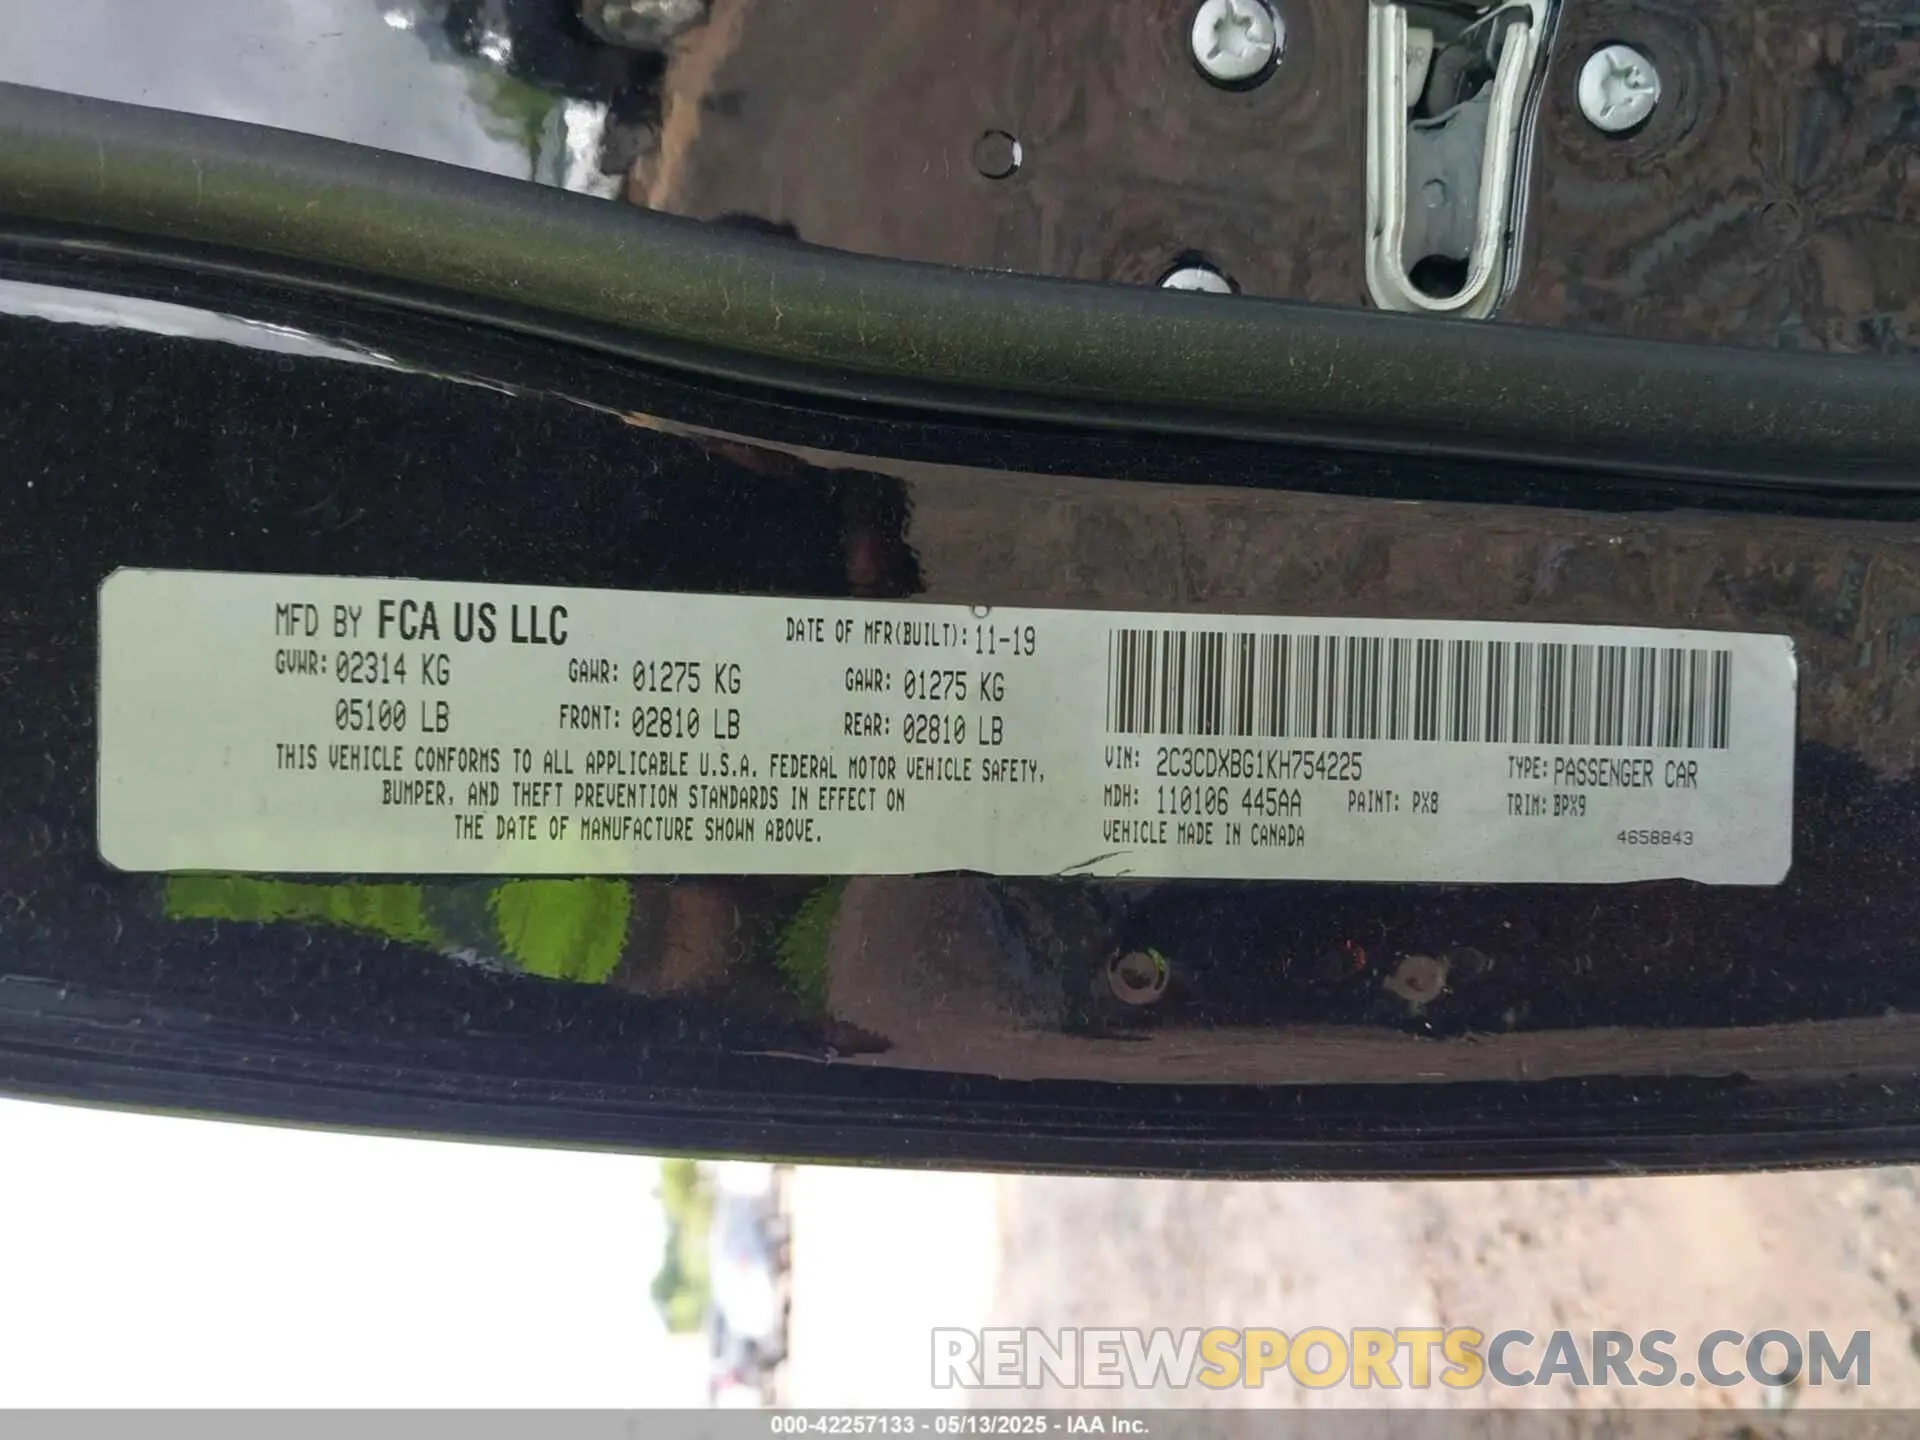 MFD BY FCA US LLC DATE OF MFR(BUILT): 11-19
GVWR: 02314 KG GAWR: 01275 KG GAWR: 01275 KG
05100 LB FRONT: 02810 LB REAR: 02810 LB
THIS VEHICLE CONFORMS TO ALL APPLICABLE U.S.A. FEDERAL MOTOR VEHICLE SAFETY,
BUMPER, AND THEFT PREVENTION STANDARDS IN EFFECT ON
THE DATE OF MANUFACTURE SHOWN ABOVE.
VIN: 2C3CDXBG1KH754225 TYPE: PASSENGER CAR
MDH: 110106 445AA PAINT: PX8 TRIM: BPX9
VEHICLE MADE IN CANADA 4658843
RENEWSPORTSCARS.COM
000-42257133 - 05/13/2025 - IAA Inc.